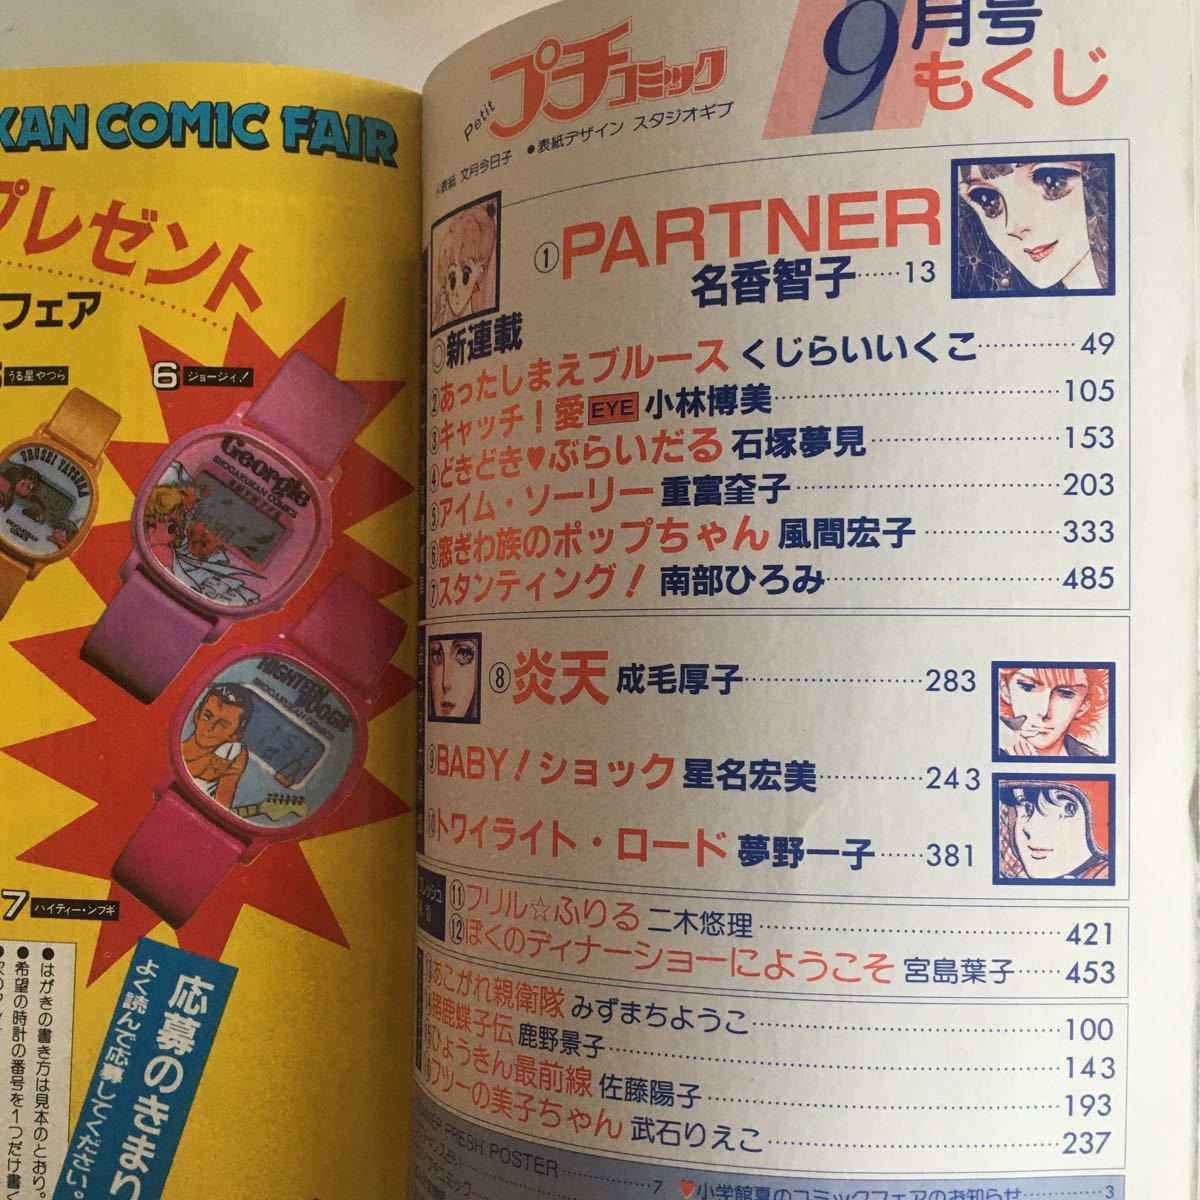 KAN COMIC FAIR
プレゼント
フェア
うる星やつら
6 ジョージィ!
URUSEI YATSURA
Georgie
SHOGAKUKAN COMICS
EIGHTEEN BOOGIE
SHOGAKUKAN COMICS
7 ハイティーン・ブギ
応募のきまり
よく読んで応募してください。
●はがきの書き方は見本のとおり。
●希望の時計の番号を1つだけ書く
Petit プチコミック
9月号
もくじ
表紙 文月今日子 ●表紙デザイン スタジオギブ
①PARTNER
名香智子……13
新連載
②あったしまえブルース くじらいいくこ……49
③キャッチ!愛 EYE 小林博美……105
④どきどき♥ぶらいだる 石塚夢見……153
⑤アイム・ソーリー 重富奎子……203
⑥窓ぎわ族のポップちゃん 風間宏子……333
⑦スタンティング! 南部ひろみ……485
⑧炎天 成毛厚子……283
⑨BABY!ショック 星名宏美……243
⑩トワイライト・ロード 夢野一子……381
⑪フリル☆ふりる 二木悠理……421
⑫ぼくのディナーショーにようこそ 宮島葉子……453
⑬あこがれ親衛隊 みずまちようこ……100
⑭猪鹿蝶子伝 鹿野景子……143
⑮ひょうきん最前線 佐藤陽子……193
⑯フツーの美子ちゃん 武石りえこ……237
FRESH POSTER……7
♥小学館夏のコミックフェアのお知らせ……3